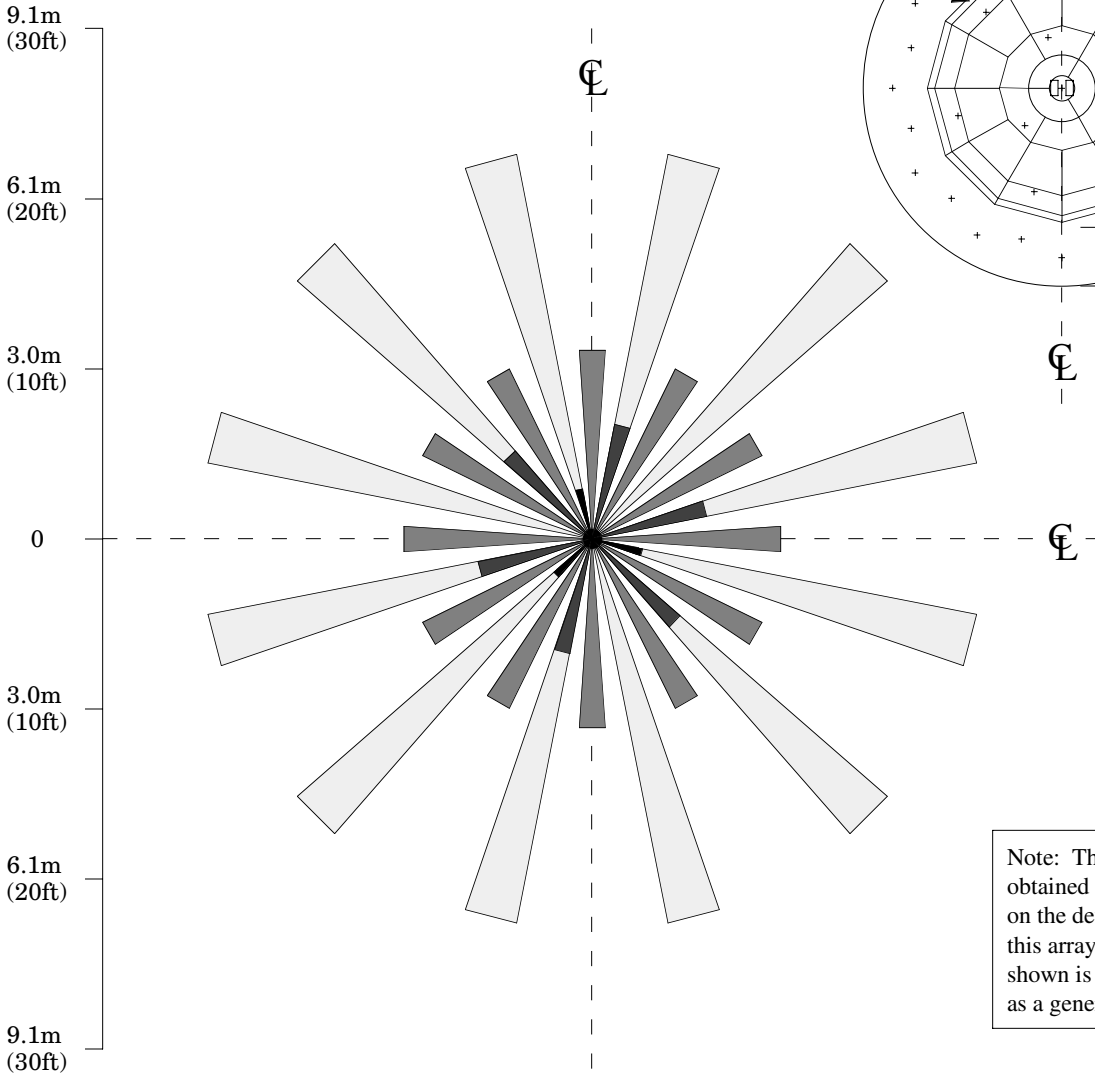 9.1m
(30ft)
℄
6.1m
(20ft)
3.0m
(10ft)
℄
0
℄
3.0m
(10ft)
6.1m
(20ft)
Note: Th
obtained
on the de
this array
shown is
as a gene
9.1m
(30ft)